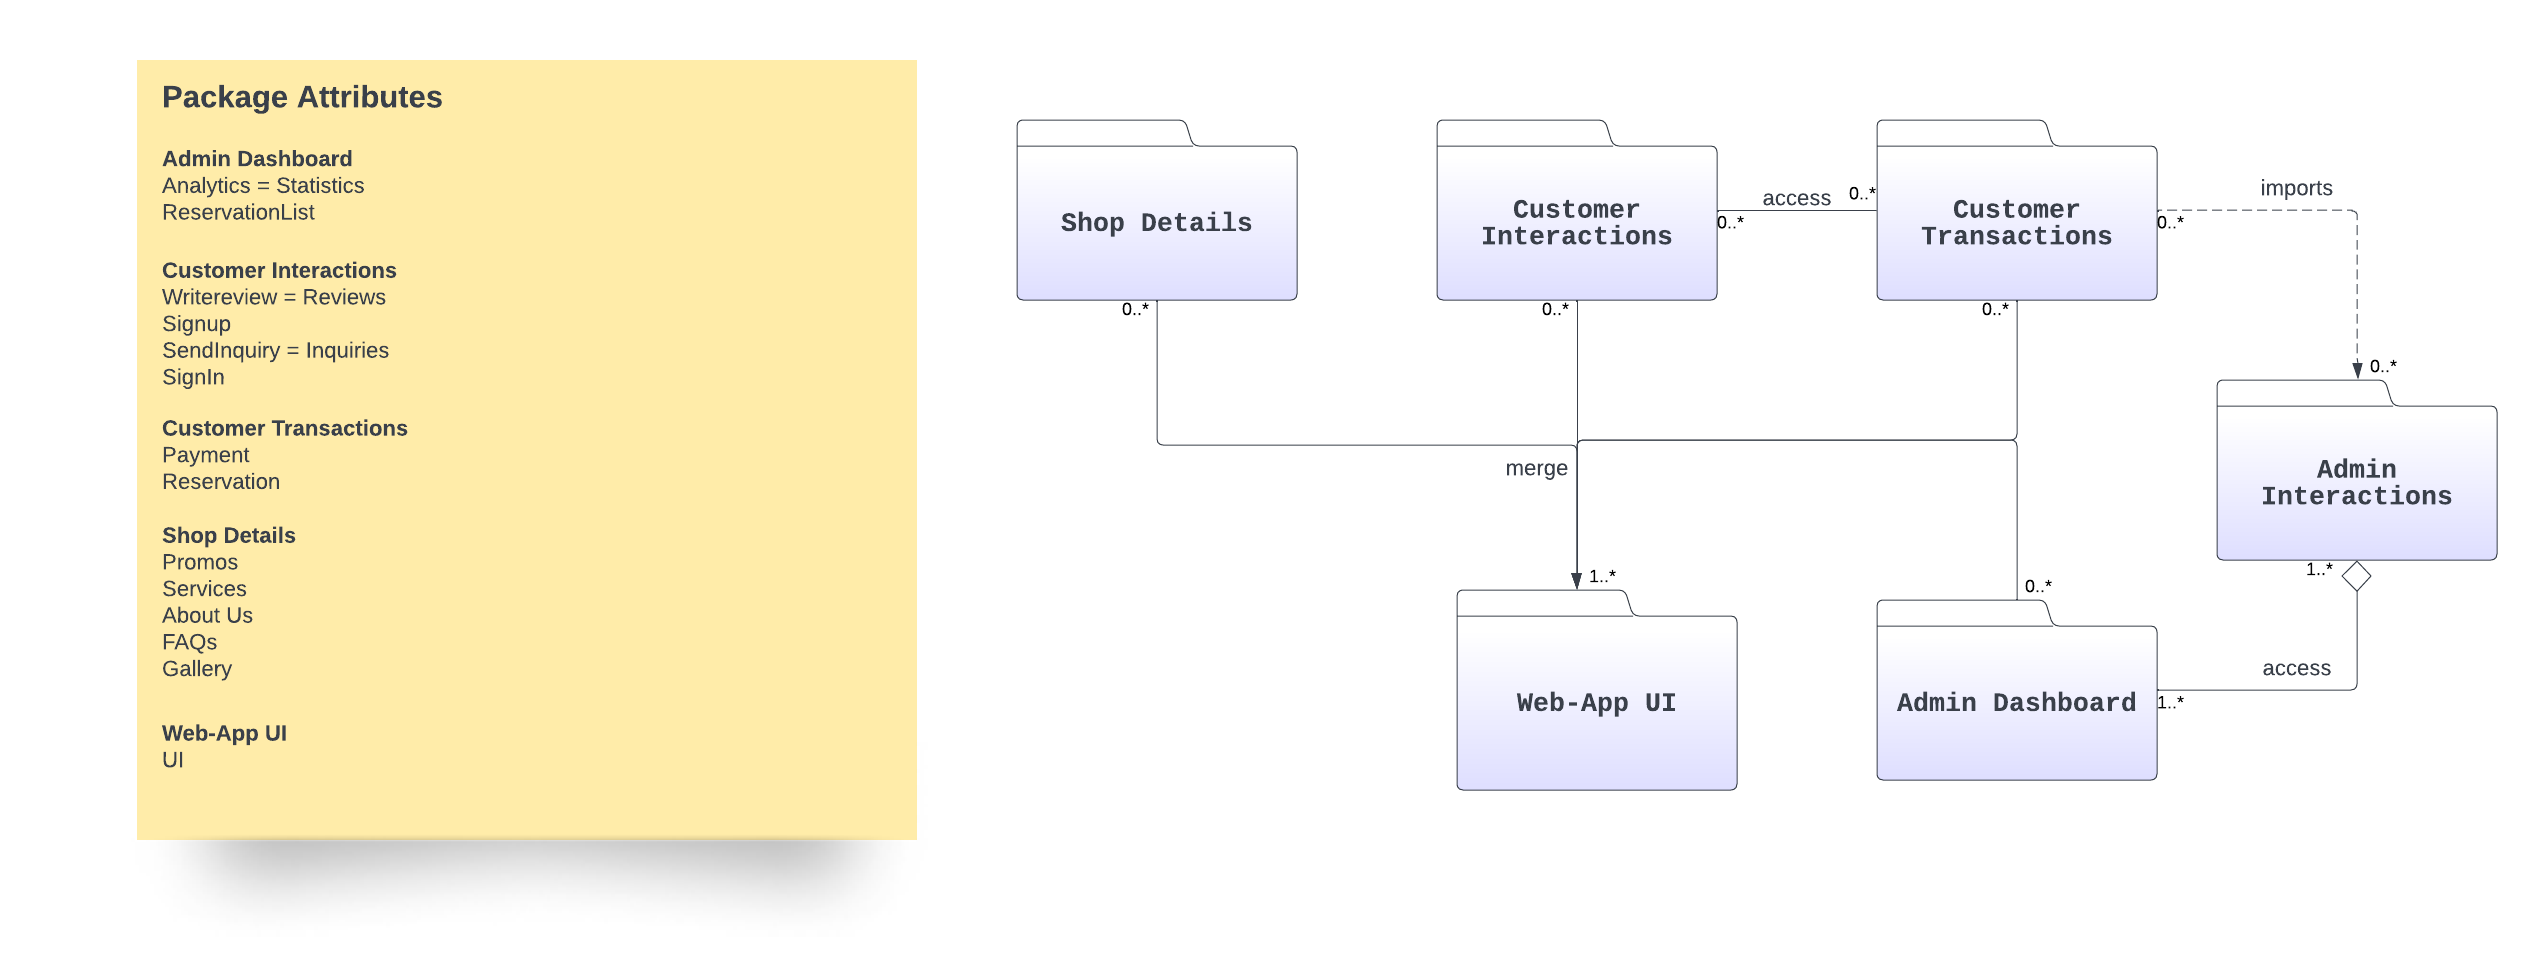 Package Attributes
Admin Dashboard
Analytics = Statistics
ReservationList
Customer Interactions
Writereview = Reviews
Signup
SendInquiry = Inquiries
SignIn
Customer Transactions
Payment
Reservation
Shop Details
Promos
Services
About Us
FAQs
Gallery
Web-App UI
UI
Shop Details
0..*
Customer
Interactions
0..*
access
0..*
0..*
Customer
Transactions
0..*
0..*
imports
0..*
Admin
Interactions
1..*
merge
1..*
Web-App UI
0..*
Admin Dashboard
access
1..*